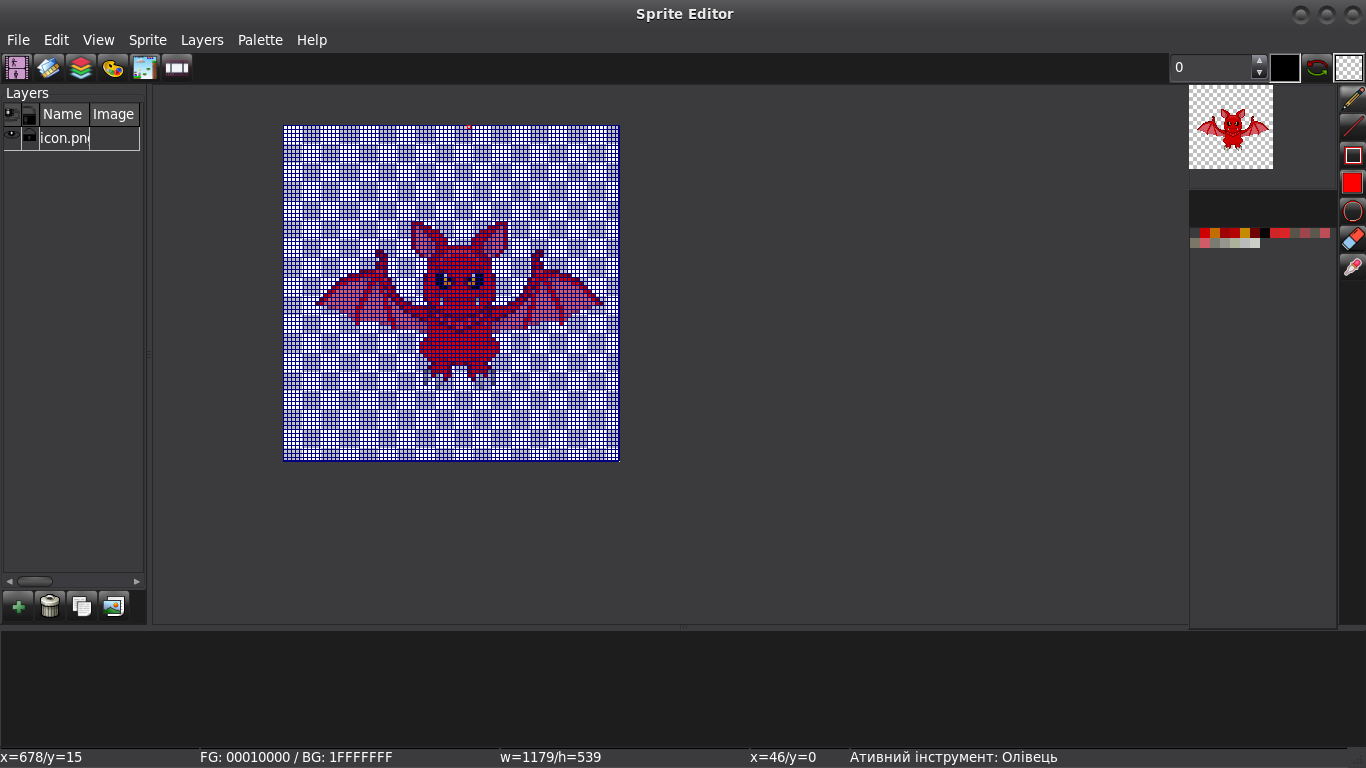 Sprite Editor
File Edit View Sprite Layers Palette Help
0
Layers
Name Image
icon.pn
x=678/y=15 FG: 00010000 / BG: 1FFFFFFF w=1179/h=539 x=46/y=0 Ативний інструмент: Олівець